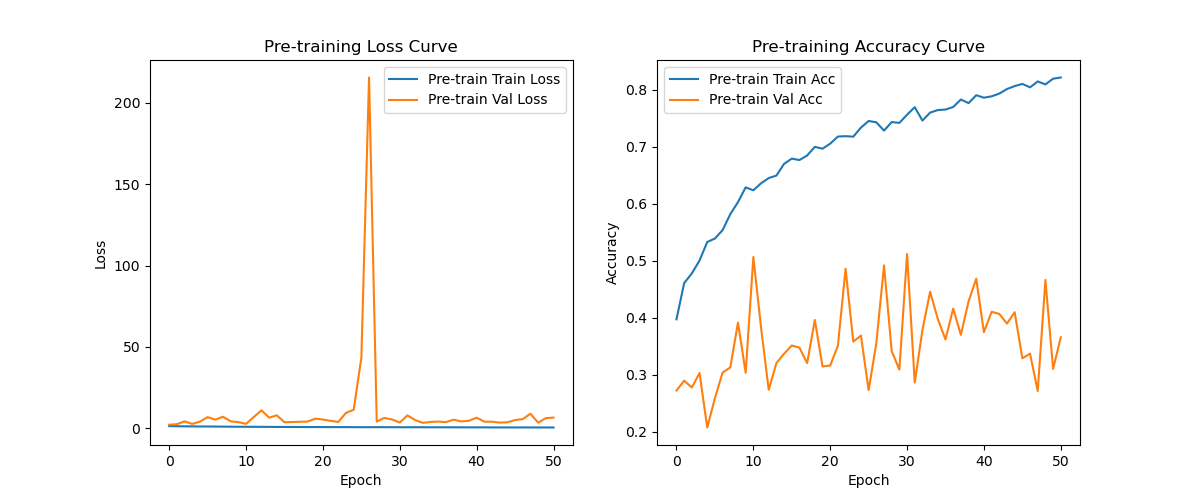 Pre-training Loss Curve
Pre-train Train Loss
Pre-train Val Loss
200
150
100
50
0
Loss
0 10 20 30 40 50
Epoch
Pre-training Accuracy Curve
Pre-train Train Acc
Pre-train Val Acc
0.8
0.7
0.6
0.5
0.4
0.3
0.2
Accuracy
0 10 20 30 40 50
Epoch